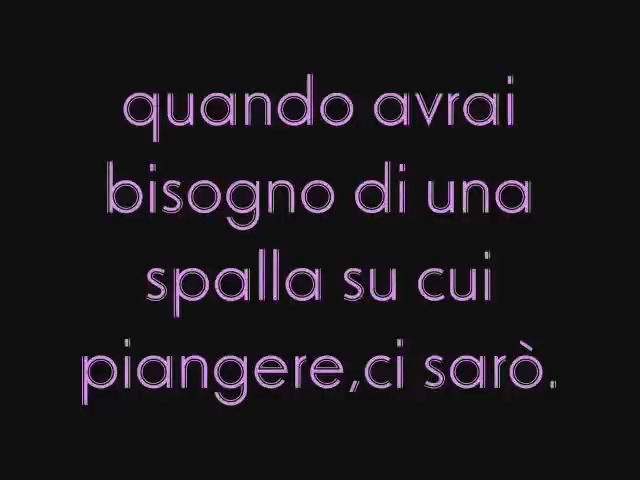 quando avrai
bisogno di una
spalla su cui
piangere,ci sarò.